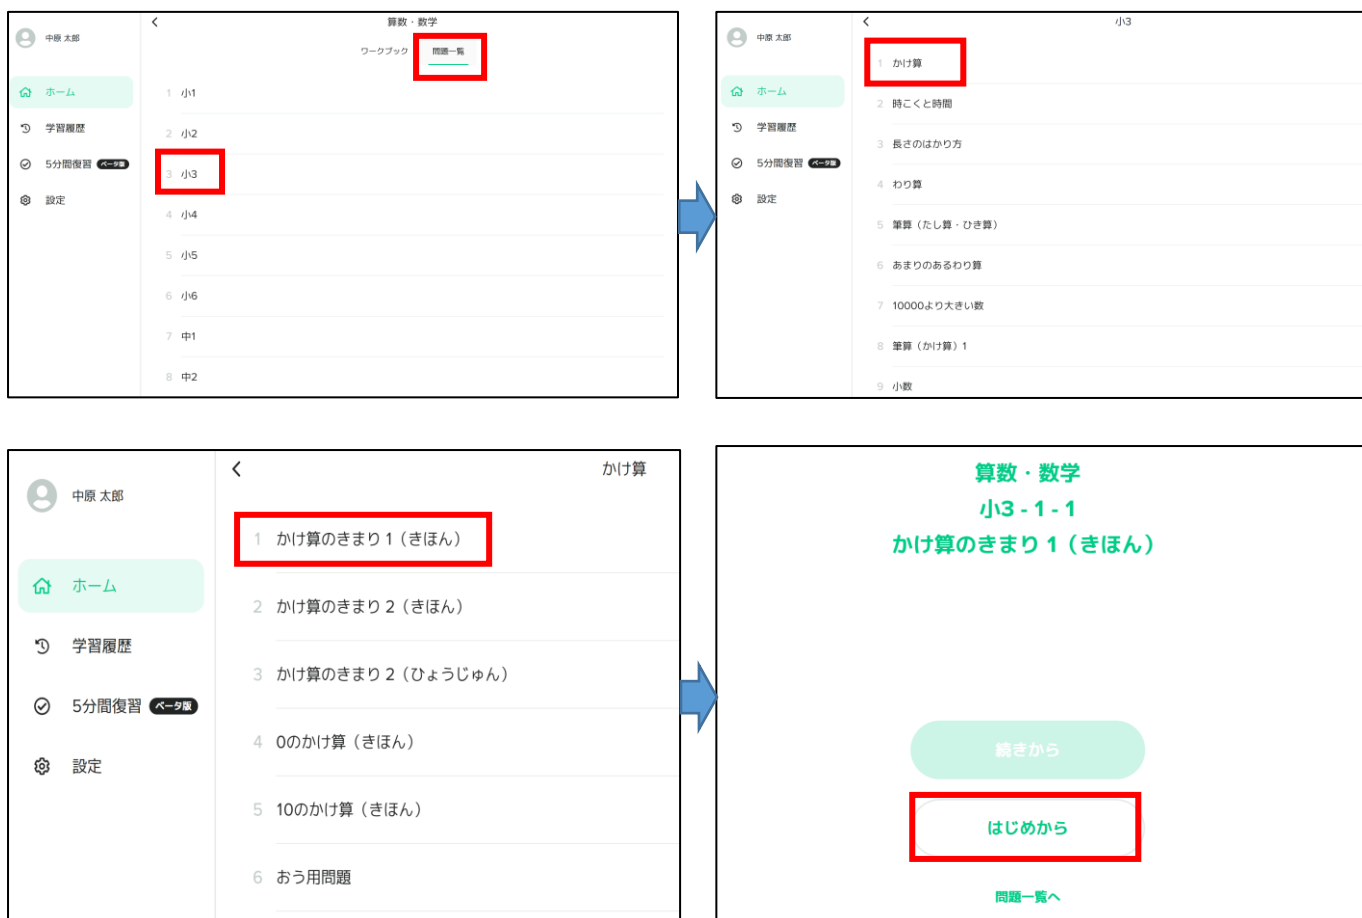 算数・数学
中原 太郎
ワークブック 問題一覧
ホーム
学習履歴
5分間復習 ベータ版
設定
1 小1
2 小2
3 小3
4 小4
5 小5
6 小6
7 中1
8 中2
小3
中原 太郎
ホーム
学習履歴
5分間復習 ベータ版
設定
1 かけ算
2 時こくと時間
3 長さのはかり方
4 わり算
5 筆算（たし算・ひき算）
6 あまりのあるわり算
7 10000より大きい数
8 筆算（かけ算）1
9 小数
かけ算
中原 太郎
ホーム
学習履歴
5分間復習 ベータ版
設定
1 かけ算のきまり 1（きほん）
2 かけ算のきまり 2（きほん）
3 かけ算のきまり 2（ひょうじゅん）
4 0のかけ算（きほん）
5 10のかけ算（きほん）
6 おう用問題
算数・数学
小3 - 1 - 1
かけ算のきまり 1（きほん）
続きから
はじめから
問題一覧へ